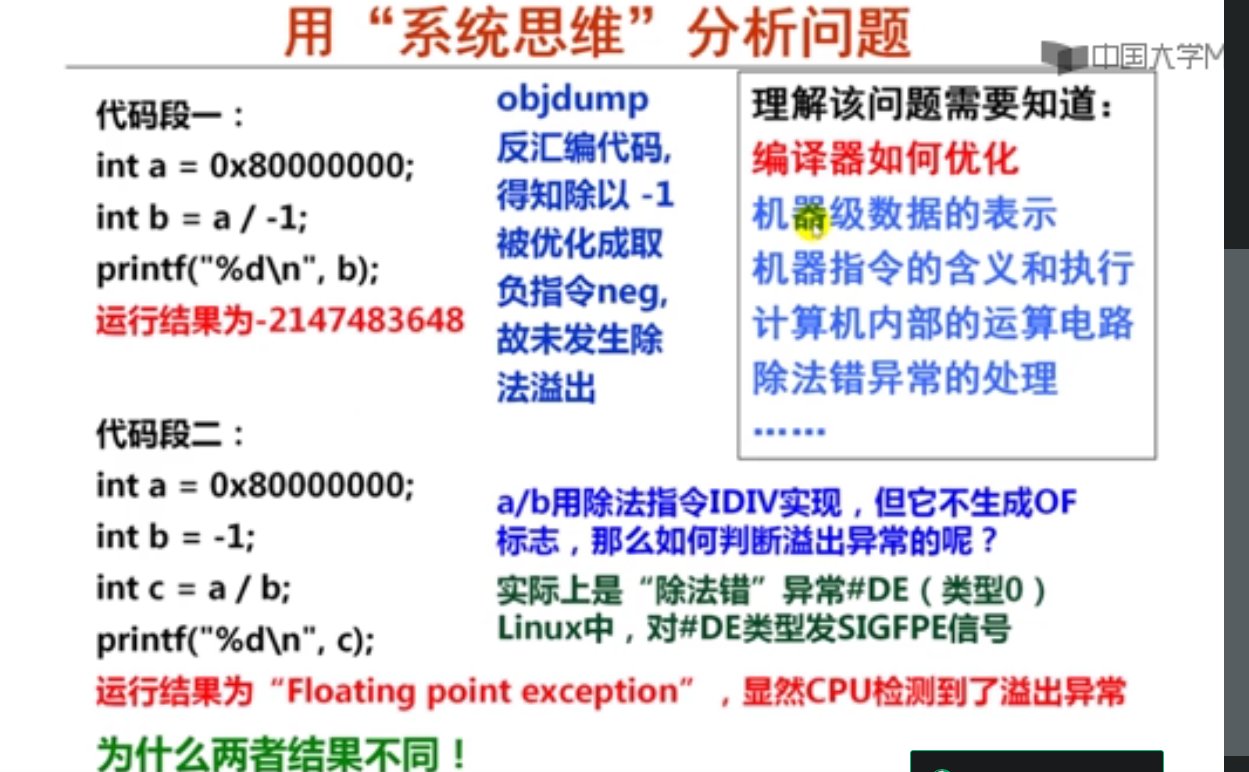 用“系统思维”分析问题
中国大学M
代码段一：
int a = 0x80000000;
int b = a / -1;
printf("%d\n", b);
运行结果为-2147483648
objdump
反汇编代码,
得知除以 -1
被优化成取
负指令neg,
故未发生除
法溢出
理解该问题需要知道：
编译器如何优化
机器级数据的表示
机器指令的含义和执行
计算机内部的运算电路
除法错异常的处理
……
代码段二：
int a = 0x80000000;
int b = -1;
int c = a / b;
printf("%d\n", c);
a/b用除法指令IDIV实现，但它不生成OF
标志，那么如何判断溢出异常的呢？
实际上是“除法错”异常#DE（类型0）
Linux中，对#DE类型发SIGFPE信号
运行结果为“Floating point exception”，显然CPU检测到了溢出异常
为什么两者结果不同！